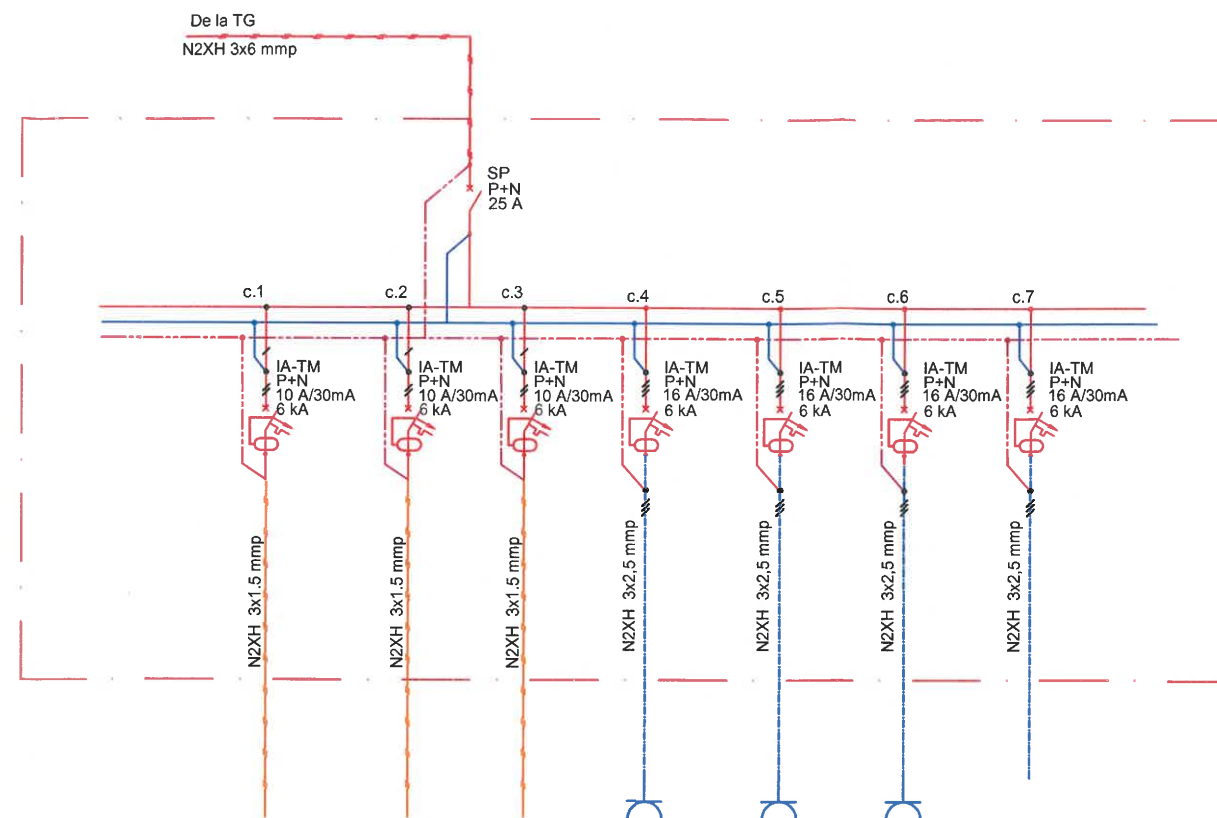 De la TG
N2XH 3x6 mmp
SP
P+N
25 A
c.1
c.2
c.3
c.4
c.5
c.6
c.7
IA-TM
P+N
10 A/30mA
6 kA
IA-TM
P+N
10 A/30mA
6 kA
IA-TM
P+N
10 A/30mA
6 kA
IA-TM
P+N
16 A/30mA
6 kA
IA-TM
P+N
16 A/30mA
6 kA
IA-TM
P+N
16 A/30mA
6 kA
IA-TM
P+N
16 A/30mA
6 kA
N2XH 3x1.5 mmp
N2XH 3x1.5 mmp
N2XH 3x1.5 mmp
N2XH 3x2,5 mmp
N2XH 3x2,5 mmp
N2XH 3x2,5 mmp
N2XH 3x2,5 mmp